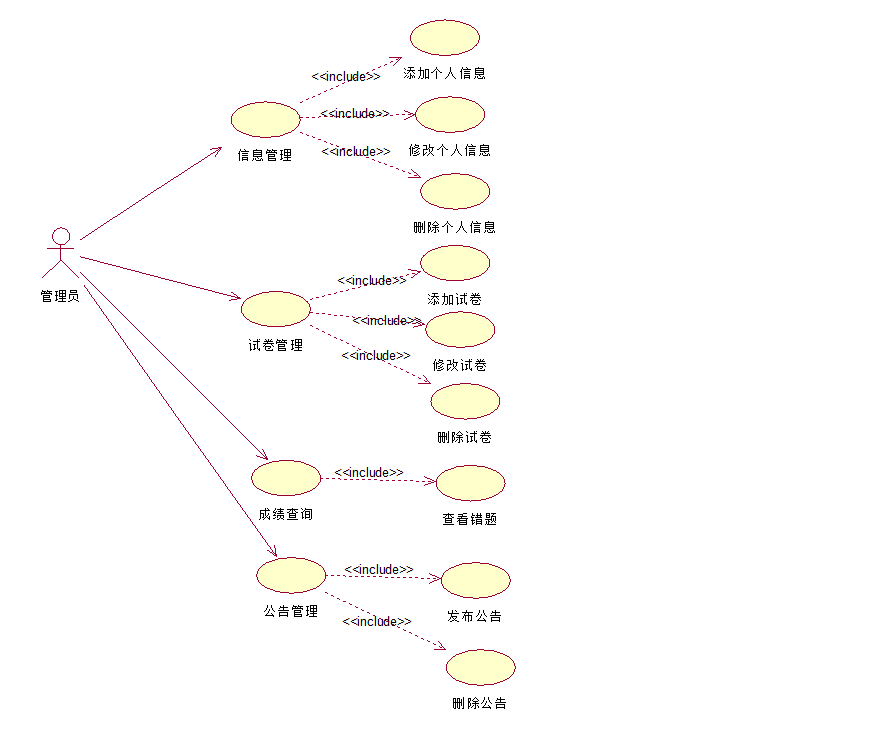 <<include>>
添加个人信息
<<include>>
修改个人信息
信息管理
<<include>>
删除个人信息
管理员
<<include>>
添加试卷
<<include>>
试卷管理
修改试卷
<<include>>
删除试卷
<<include>>
成绩查询
查看错题
<<include>>
公告管理
发布公告
<<include>>
删除公告